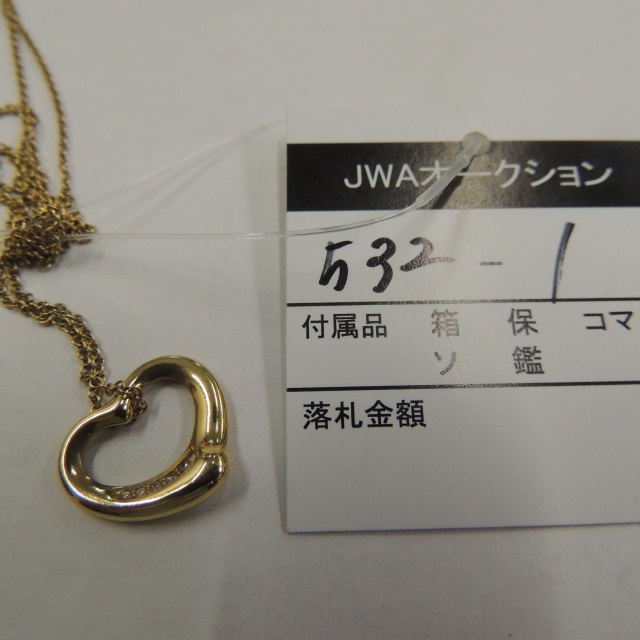 JWAオークション
532-1
付属品 箱 保 コマ
ソ 鑑
落札金額